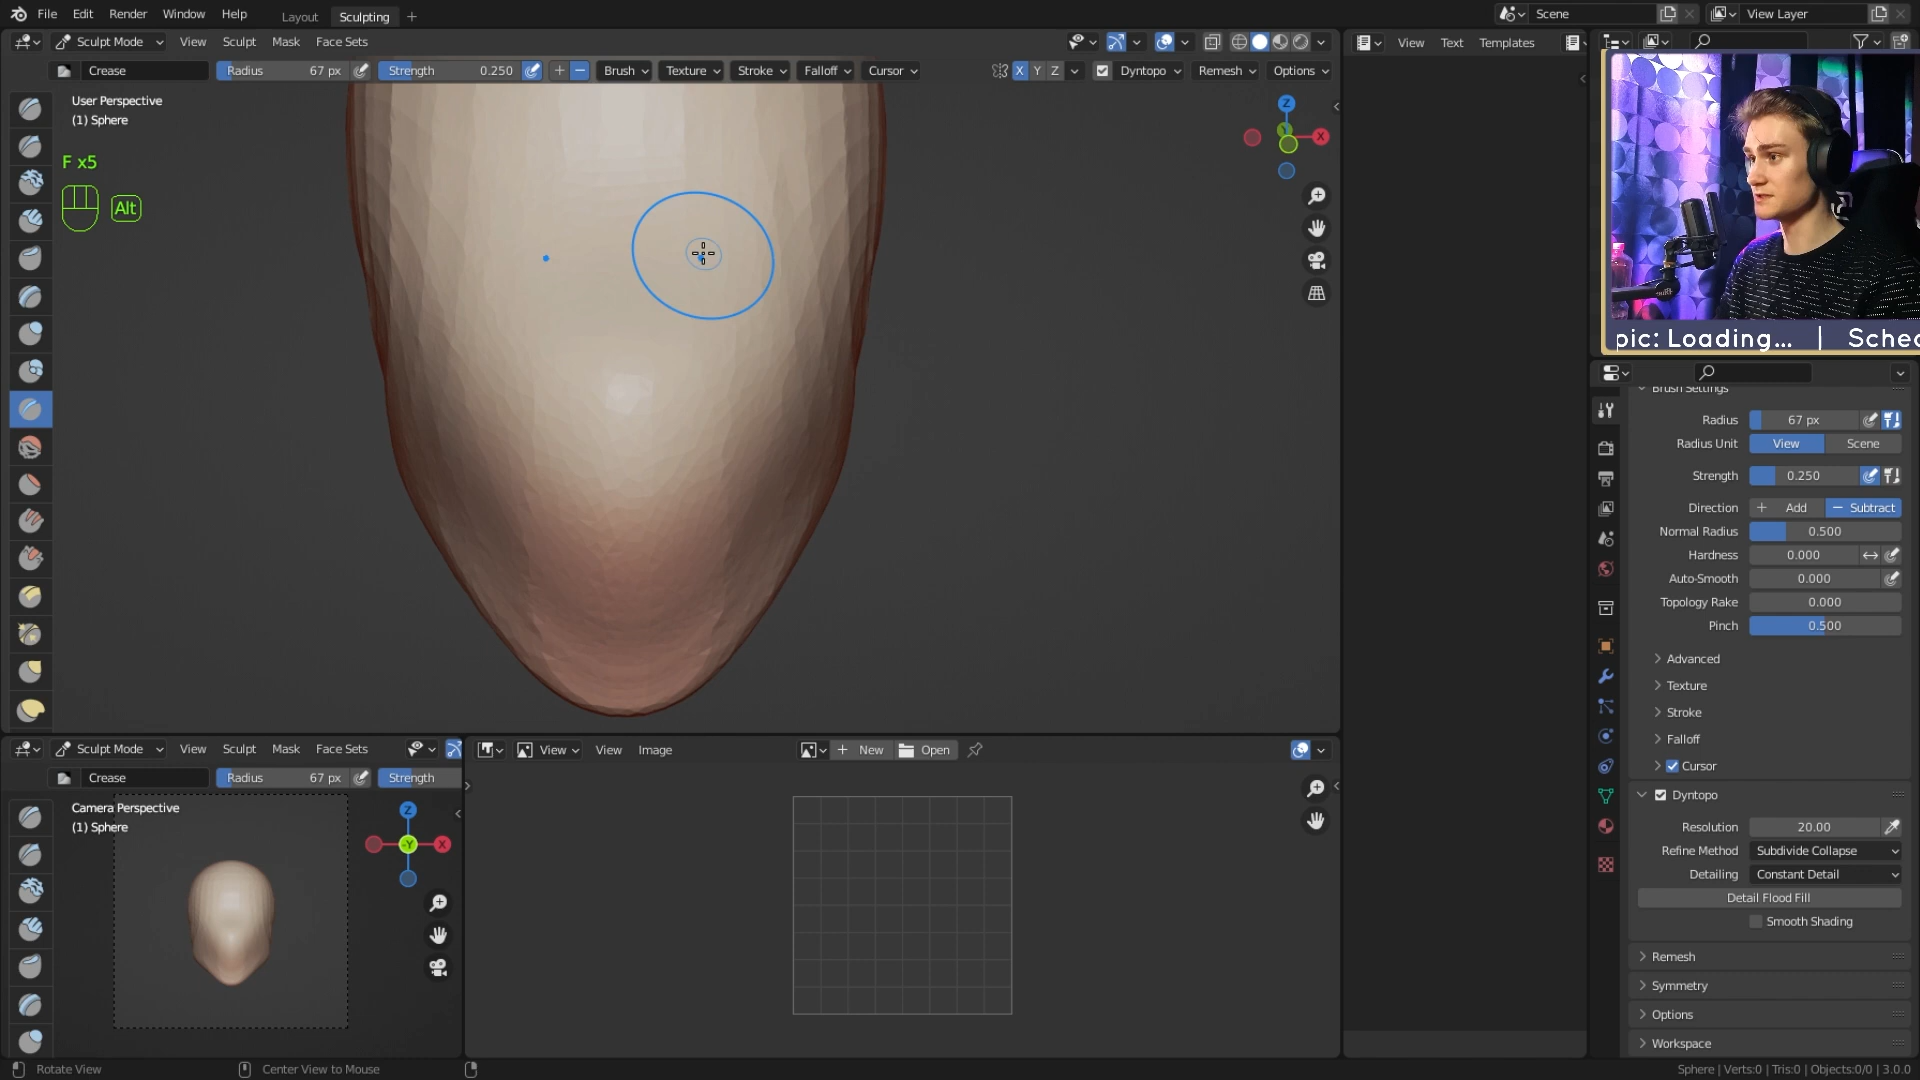 File Edit Render Window Help Layout Sculpting + Scene View Layer
Sculpt Mode View Sculpt Mask Face Sets View Text Templates
Crease Radius 67 px Strength 0.250 + − Brush Texture Stroke Falloff Cursor X Y Z Dyntopo Remesh Options
User Perspective
(1) Sphere
Z
X
F x5
Alt
pic: Loading... | Sched
Brush Settings
Radius 67 px
Radius Unit View Scene
Strength 0.250
Direction + Add − Subtract
Normal Radius 0.500
Hardness 0.000
Auto-Smooth 0.000
Topology Rake 0.000
Pinch 0.500
Advanced
Texture
Stroke
Falloff
Cursor
Dyntopo
Resolution 20.00
Refine Method Subdivide Collapse
Detailing Constant Detail
Detail Flood Fill
Smooth Shading
Remesh
Symmetry
Options
Workspace
Sculpt Mode View Sculpt Mask Face Sets View View Image + New Open
Crease Radius 67 px Strength
Camera Perspective
(1) Sphere
Z
-Y X
Rotate View Center View to Mouse Sphere | Verts:0 | Tris:0 | Objects:0/0 | 3.0.0